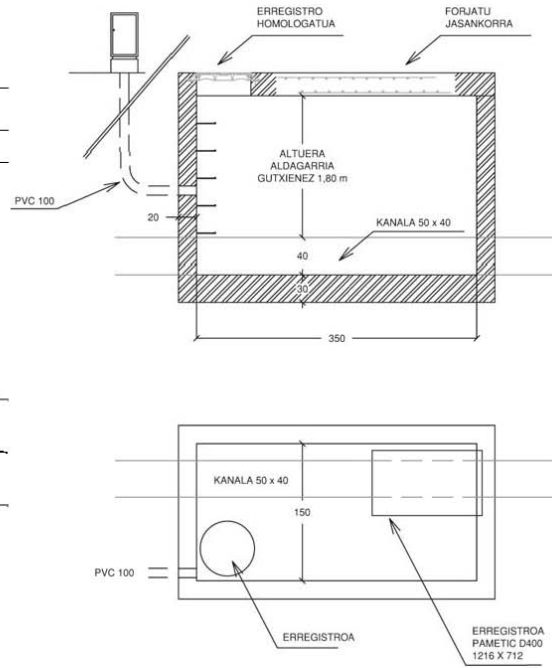 ERREGISTRO
HOMOLOGATUA
FORJATU
JASANKORRA
ALTUERA
ALDAGARRIA
GUTXIENEZ 1,80 m
PVC 100
20
KANALA 50 x 40
40
30
350
KANALA 50 x 40
150
PVC 100
ERREGISTROA
ERREGISTROA
PAMETIC D400
1216 X 712